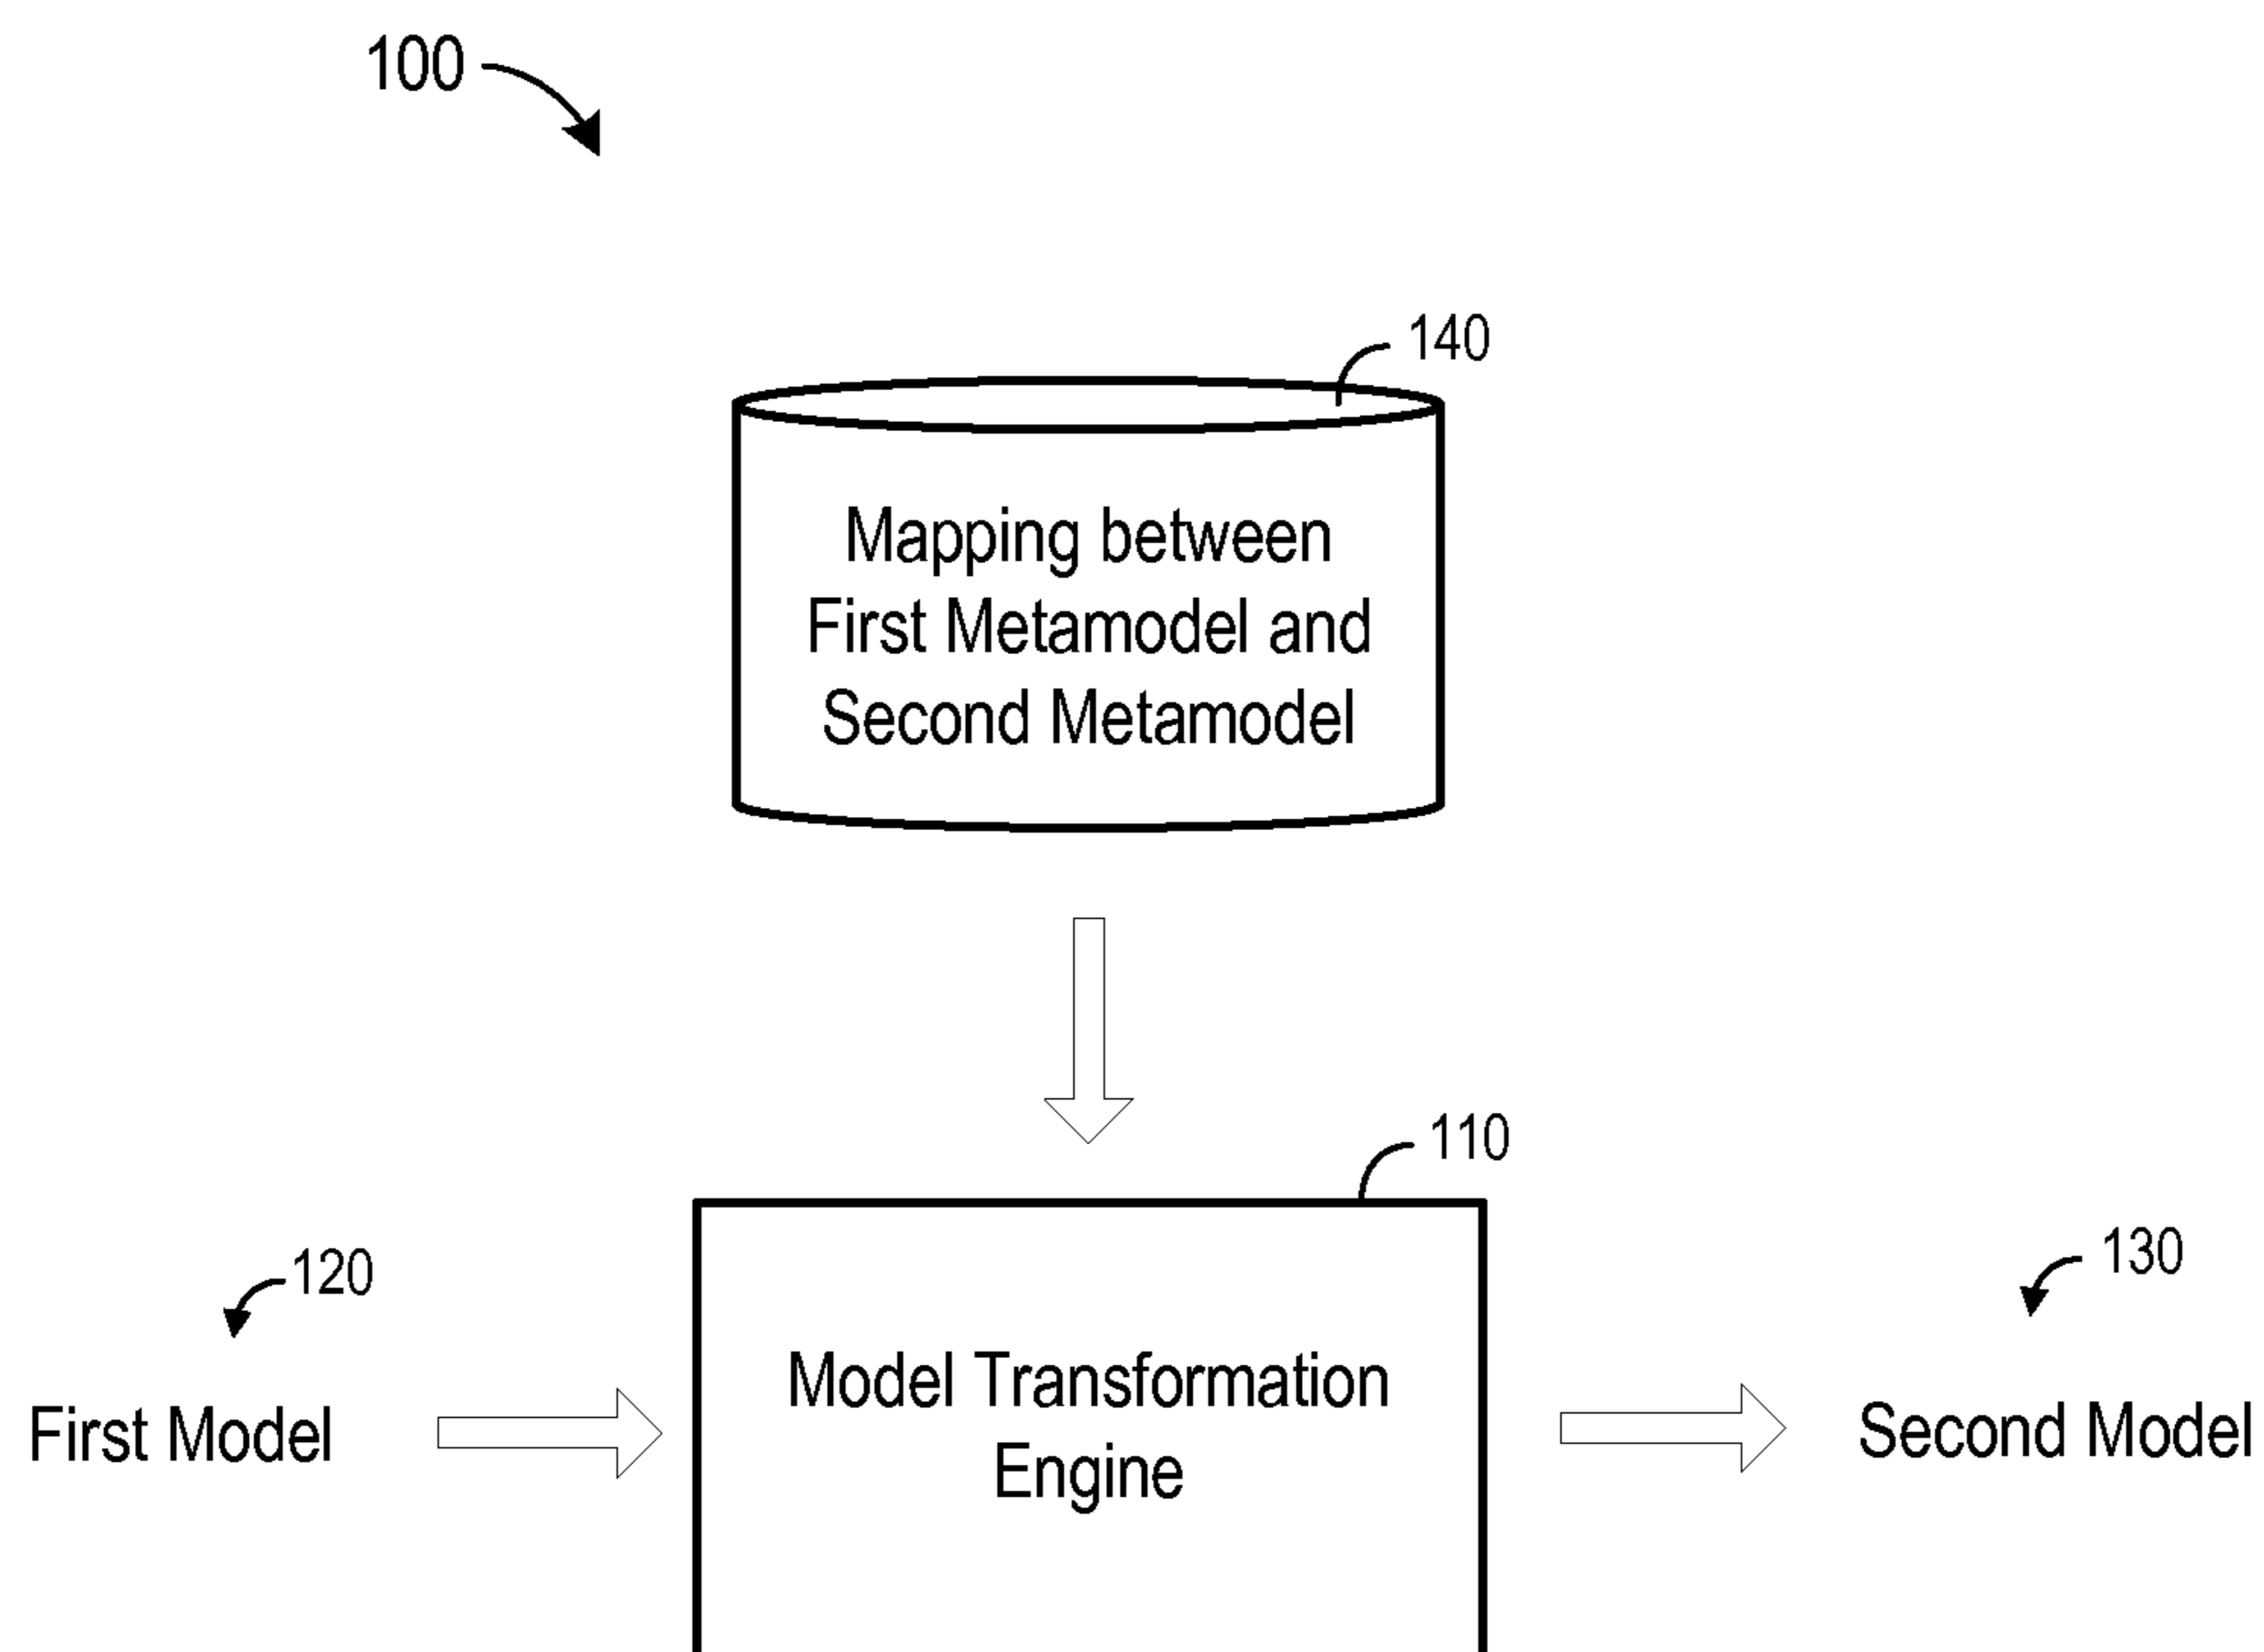 100
140
Mapping between
First Metamodel and
Second Metamodel
110
120
130
Model Transformation
Engine
First Model
Second Model